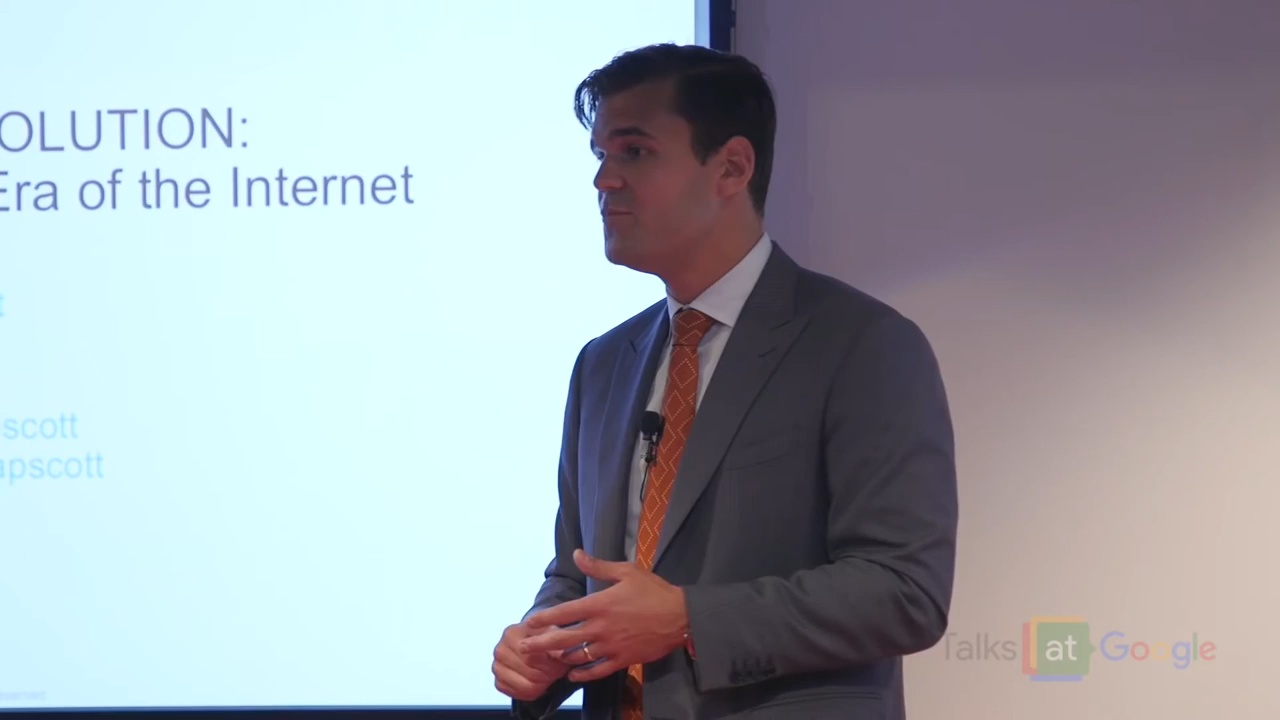 OLUTION:
Era of the Internet
t
scott
apscott
Talks at Google